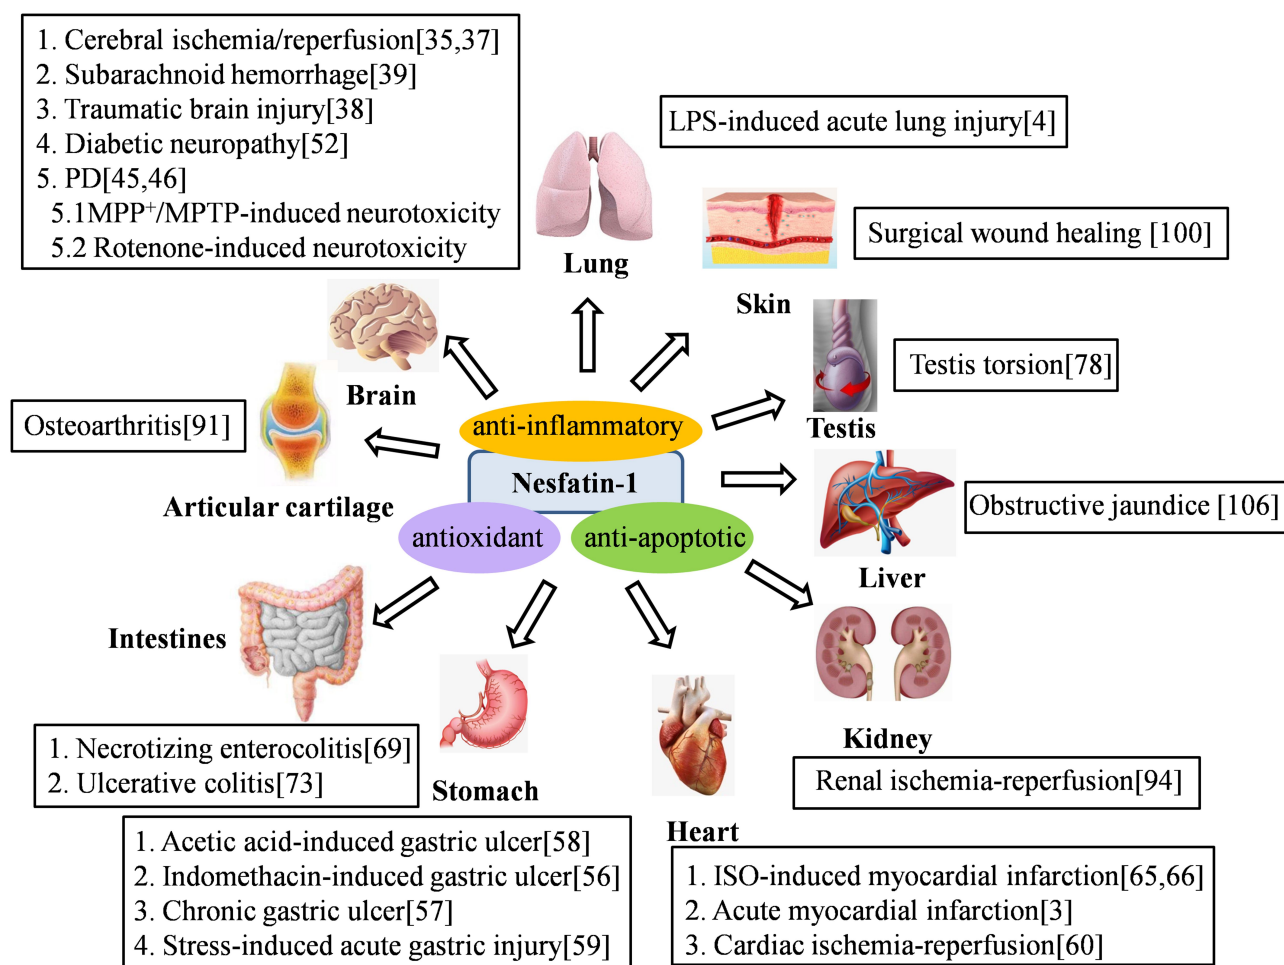 1. Cerebral ischemia/reperfusion[35,37]
2. Subarachnoid hemorrhage[39]
3. Traumatic brain injury[38]
4. Diabetic neuropathy[52]
5. PD[45,46]
5.1MPP⁺/MPTP-induced neurotoxicity
5.2 Rotenone-induced neurotoxicity
LPS-induced acute lung injury[4]
Lung
Surgical wound healing [100]
Skin
Brain
Testis torsion[78]
Testis
Osteoarthritis[91]
Articular cartilage
anti-inflammatory
Nesfatin-1
antioxidant
anti-apoptotic
Obstructive jaundice [106]
Liver
Intestines
1. Necrotizing enterocolitis[69]
2. Ulcerative colitis[73]
Stomach
Kidney
Renal ischemia-reperfusion[94]
Heart
1. Acetic acid-induced gastric ulcer[58]
2. Indomethacin-induced gastric ulcer[56]
3. Chronic gastric ulcer[57]
4. Stress-induced acute gastric injury[59]
1. ISO-induced myocardial infarction[65,66]
2. Acute myocardial infarction[3]
3. Cardiac ischemia-reperfusion[60]